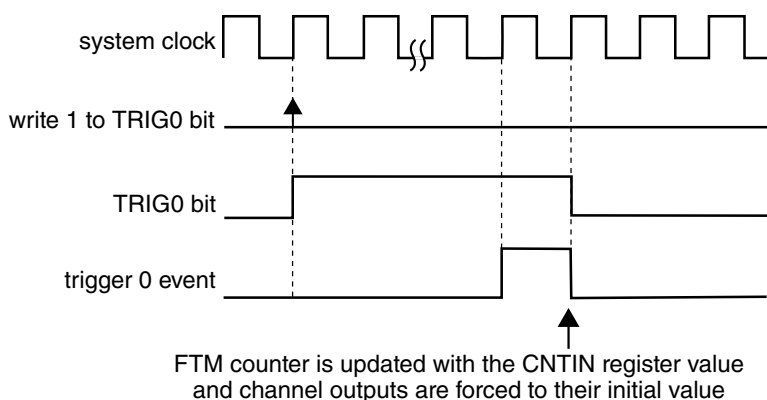 system clock
write 1 to TRIG0 bit
TRIG0 bit
trigger 0 event
FTM counter is updated with the CNTIN register value
and channel outputs are forced to their initial value